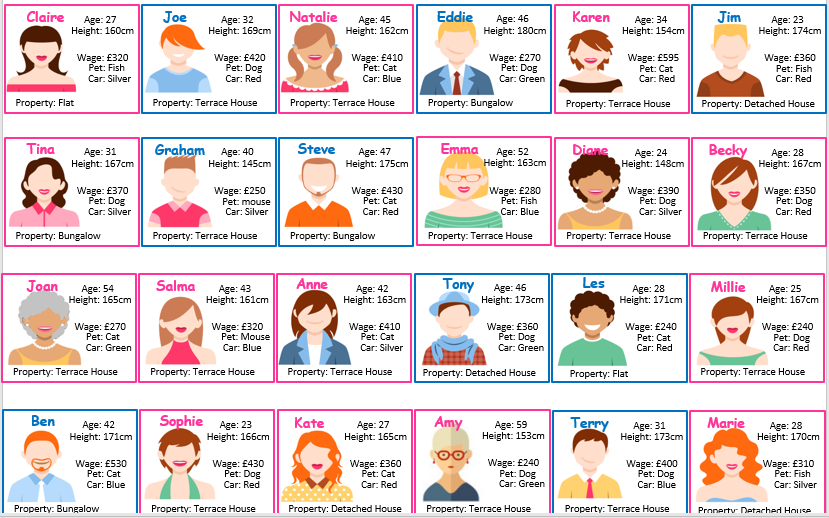 Claire
Age: 27
Height: 160cm
Wage: £320
Pet: Fish
Car: Silver
Property: Flat
Joe
Age: 32
Height: 169cm
Wage: £420
Pet: Dog
Car: Red
Property: Terrace House
Natalie
Age: 45
Height: 162cm
Wage: £410
Pet: Cat
Car: Blue
Property: Terrace House
Eddie
Age: 46
Height: 180cm
Wage: £270
Pet: Dog
Car: Green
Property: Bungalow
Karen
Age: 34
Height: 154cm
Wage: £595
Pet: Cat
Car: Red
Property: Terrace House
Jim
Age: 23
Height: 174cm
Wage: £360
Pet: Fish
Car: Red
Property: Detached House
Tina
Age: 31
Height: 167cm
Wage: £370
Pet: Dog
Car: Silver
Property: Bungalow
Graham
Age: 40
Height: 145cm
Wage: £250
Pet: mouse
Car: Silver
Property: Terrace House
Steve
Age: 47
Height: 175cm
Wage: £430
Pet: Cat
Car: Red
Property: Bungalow
Emma
Age: 52
Height: 163cm
Wage: £280
Pet: Fish
Car: Blue
Property: Terrace House
Diane
Age: 24
Height: 148cm
Wage: £390
Pet: Dog
Car: Silver
Property: Terrace House
Becky
Age: 28
Height: 167cm
Wage: £350
Pet: Dog
Car: Red
Property: Terrace House
Joan
Age: 54
Height: 165cm
Wage: £270
Pet: Cat
Car: Green
Property: Terrace House
Salma
Age: 43
Height: 161cm
Wage: £320
Pet: Mouse
Car: Blue
Property: Terrace House
Anne
Age: 42
Height: 163cm
Wage: £410
Pet: Cat
Car: Silver
Property: Terrace House
Tony
Age: 46
Height: 173cm
Wage: £360
Pet: Dog
Car: Green
Property: Detached House
Les
Age: 28
Height: 171cm
Wage: £240
Pet: Cat
Car: Red
Property: Flat
Millie
Age: 25
Height: 167cm
Wage: £240
Pet: Dog
Car: Red
Property: Terrace House
Ben
Age: 42
Height: 171cm
Wage: £530
Pet: Cat
Car: Blue
Property: Bungalow
Sophie
Age: 23
Height: 166cm
Wage: £430
Pet: Dog
Car: Red
Property: Terrace House
Kate
Age: 27
Height: 165cm
Wage: £360
Pet: Cat
Car: Red
Property: Detached House
Amy
Age: 59
Height: 153cm
Wage: £240
Pet: Dog
Car: Green
Property: Terrace House
Terry
Age: 31
Height: 173cm
Wage: £400
Pet: Dog
Car: Blue
Property: Terrace House
Marie
Age: 28
Height: 170cm
Wage: £310
Pet: Fish
Car: Silver
Property: Detached House